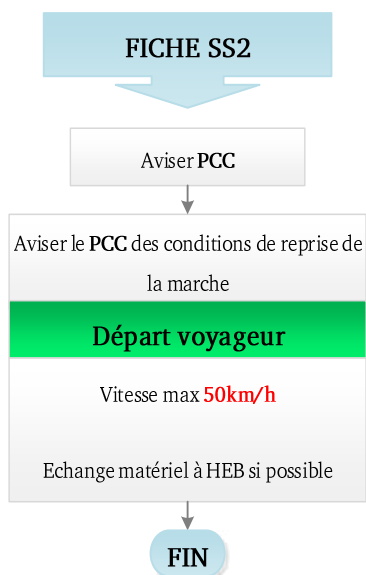 FICHE SS2
Aviser PCC
Aviser le PCC des conditions de reprise de
la marche
Départ voyageur
Vitesse max 50km/h
Echange matériel à HEB si possible
FIN